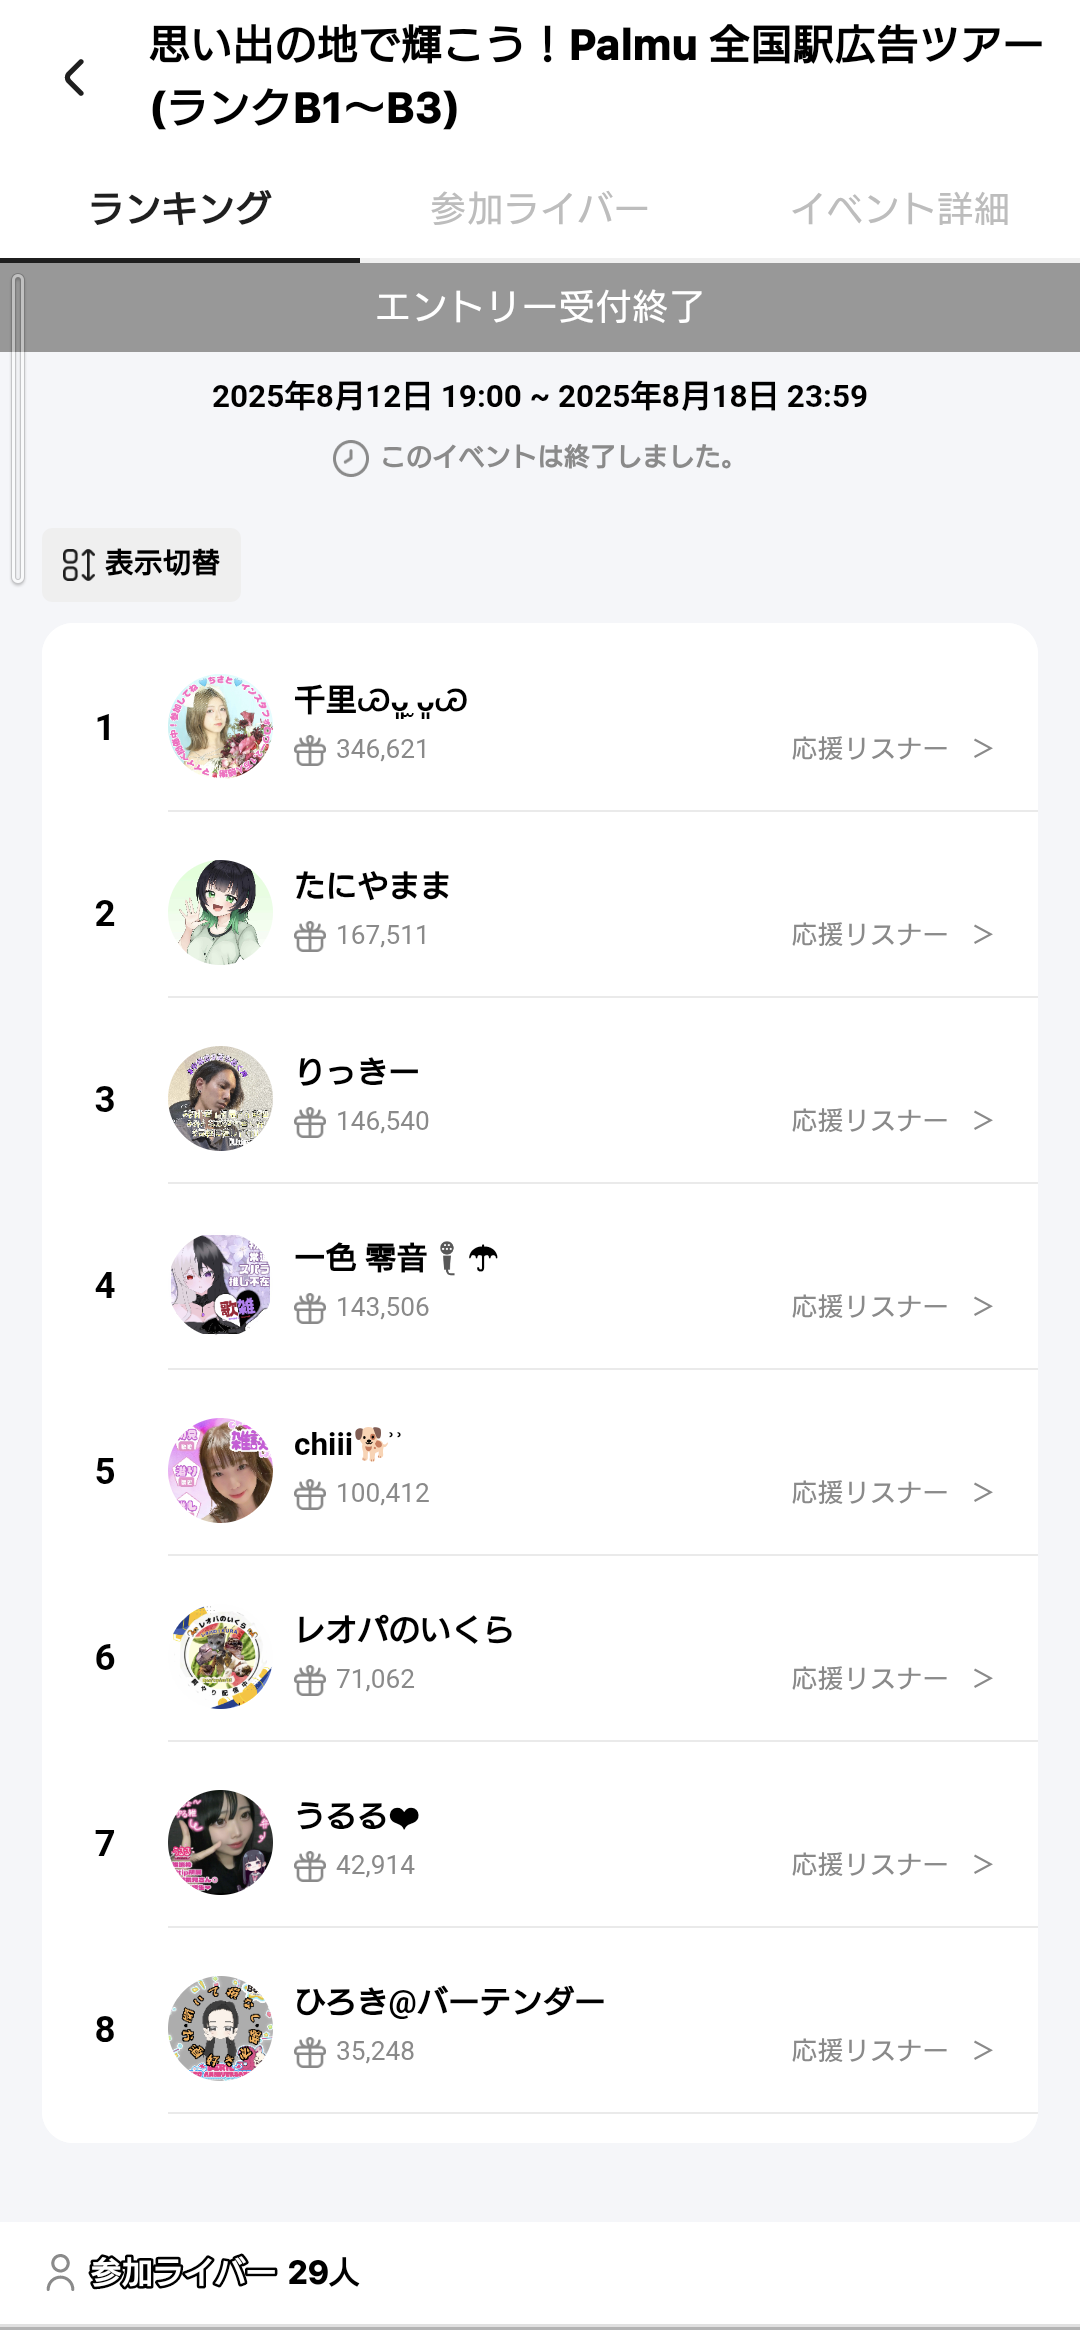 思い出の地で輝こう！Palmu 全国駅広告ツアー
(ランクB1〜B3)
ランキング
参加ライバー
イベント詳細
エントリー受付終了
2025年8月12日 19:00 ~ 2025年8月18日 23:59
このイベントは終了しました。
表示切替
1
千里
346,621
応援リスナー >
2
たにやまま
167,511
応援リスナー >
3
りっきー
146,540
応援リスナー >
4
一色 零音🎤☂
143,506
応援リスナー >
5
chiii🐕’’
100,412
応援リスナー >
6
レオパのいくら
71,062
応援リスナー >
7
うるる❤
42,914
応援リスナー >
8
ひろき@バーテンダー
35,248
応援リスナー >
参加ライバー 29人